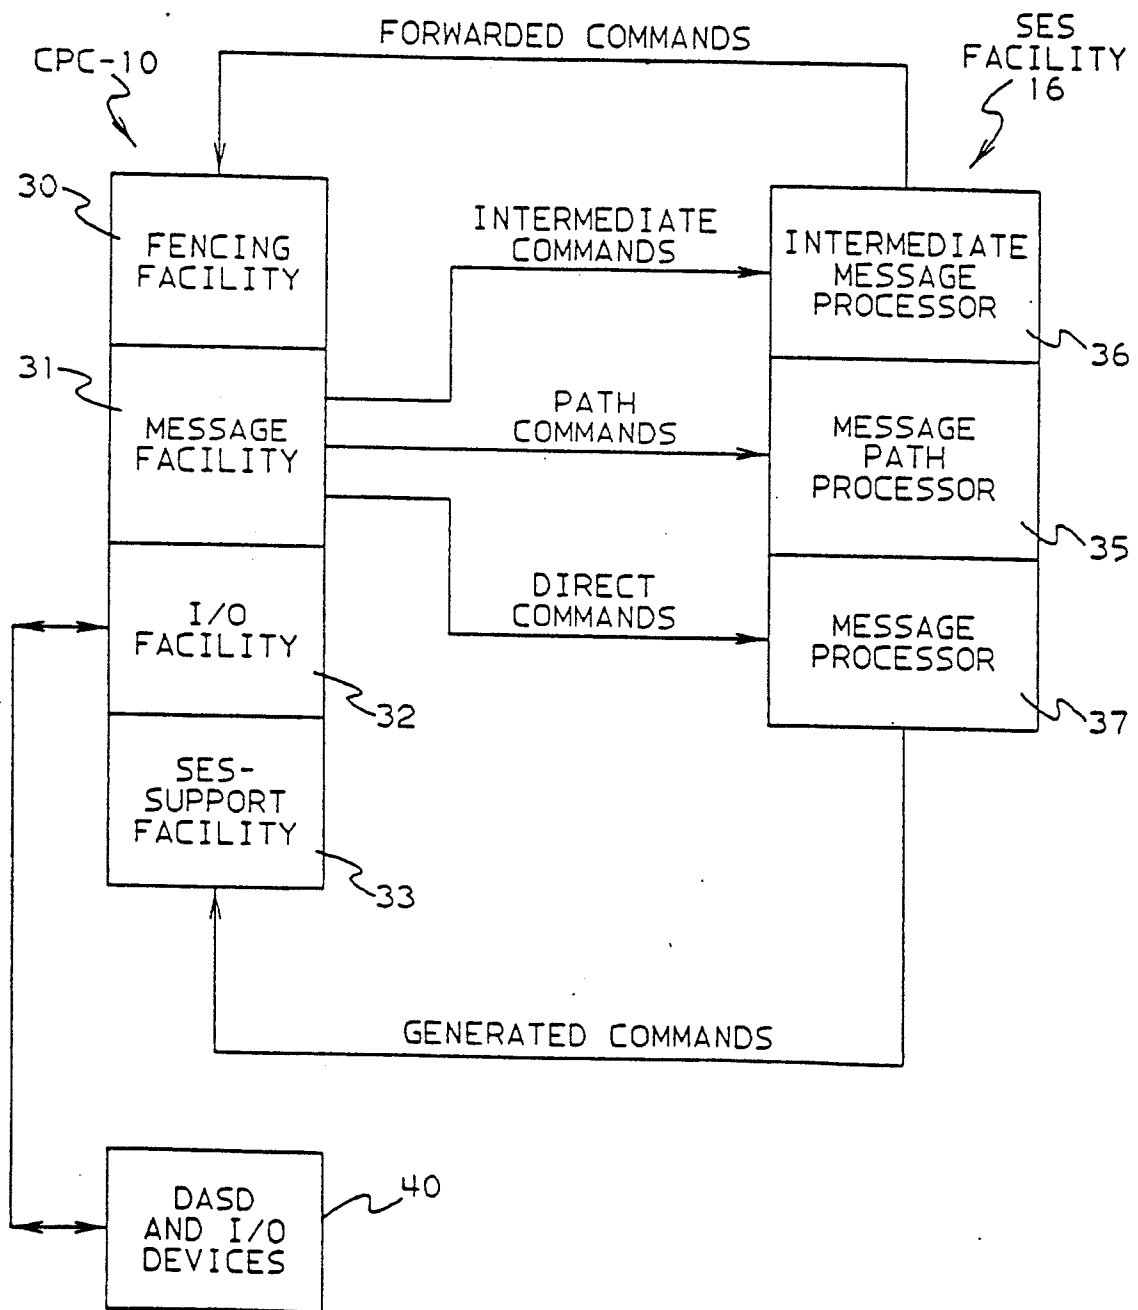 FORWARDED COMMANDS
SES
FACILITY
16
CPC-10
30
FENCING
FACILITY
INTERMEDIATE
COMMANDS
INTERMEDIATE
MESSAGE
PROCESSOR
36
31
MESSAGE
FACILITY
PATH
COMMANDS
MESSAGE
PATH
PROCESSOR
35
I/O
FACILITY
32
DIRECT
COMMANDS
MESSAGE
PROCESSOR
37
SES-
SUPPORT
FACILITY
33
GENERATED COMMANDS
DASD
AND I/O
DEVICES
40